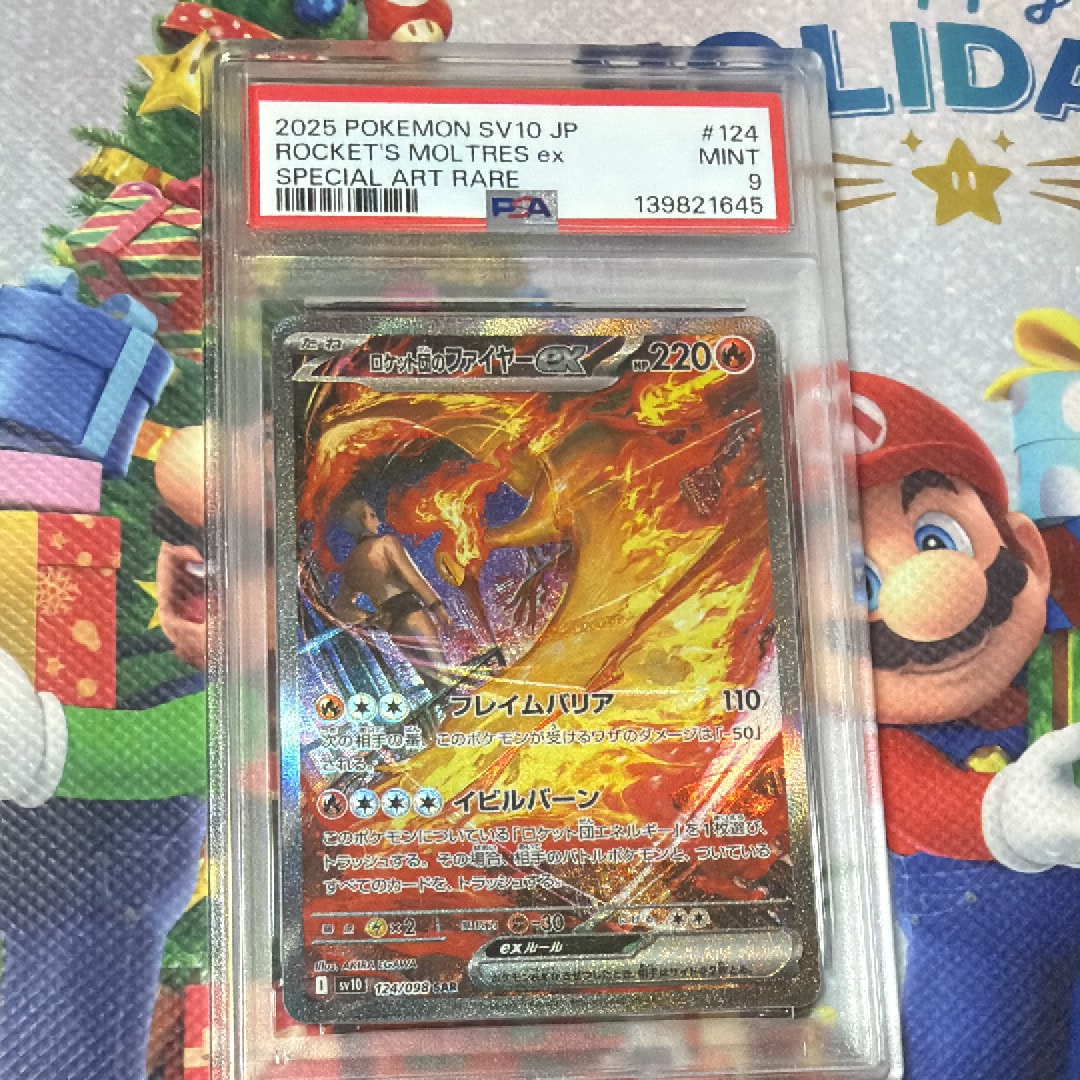 OLIDA
2025 POKEMON SV10 JP #124
ROCKET'S MOLTRES ex MINT
SPECIAL ART RARE 9
PSA 139821645
たね ロケット団のファイヤーex HP220
フレイムバリア 110
次の相手の番、このポケモンが受けるワザのダメージは「-50」
される。
イビルバーン
このポケモンについている「ロケット団エネルギー」を1枚選び、
トラッシュする。その場合、相手のバトルポケモンと、ついている
すべてのカードを、トラッシュする。
×2 -30
exルール
Illus. AKIRA EGAWA
I sv10 124/098 SAR
M